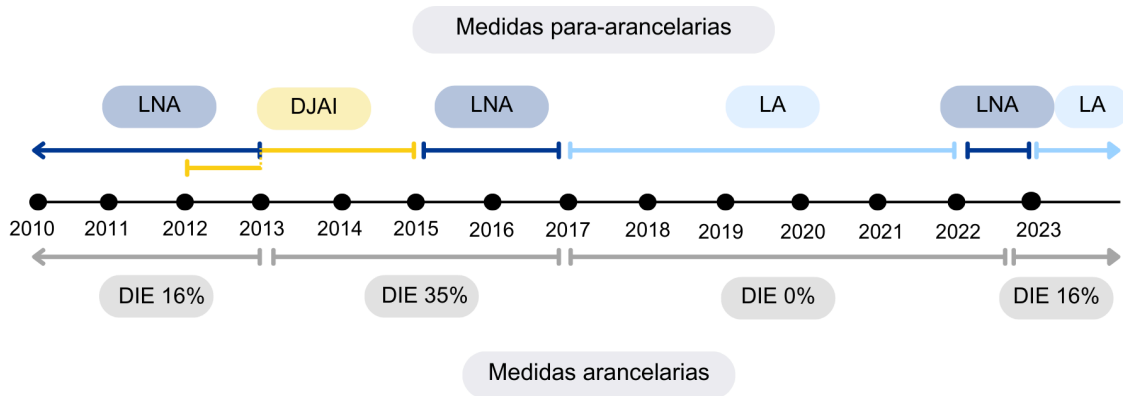 Medidas para-arancelarias
LNA DJAI LNA LA LNA LA
2010 2011 2012 2013 2014 2015 2016 2017 2018 2019 2020 2021 2022 2023
DIE 16% DIE 35% DIE 0% DIE 16%
Medidas arancelarias